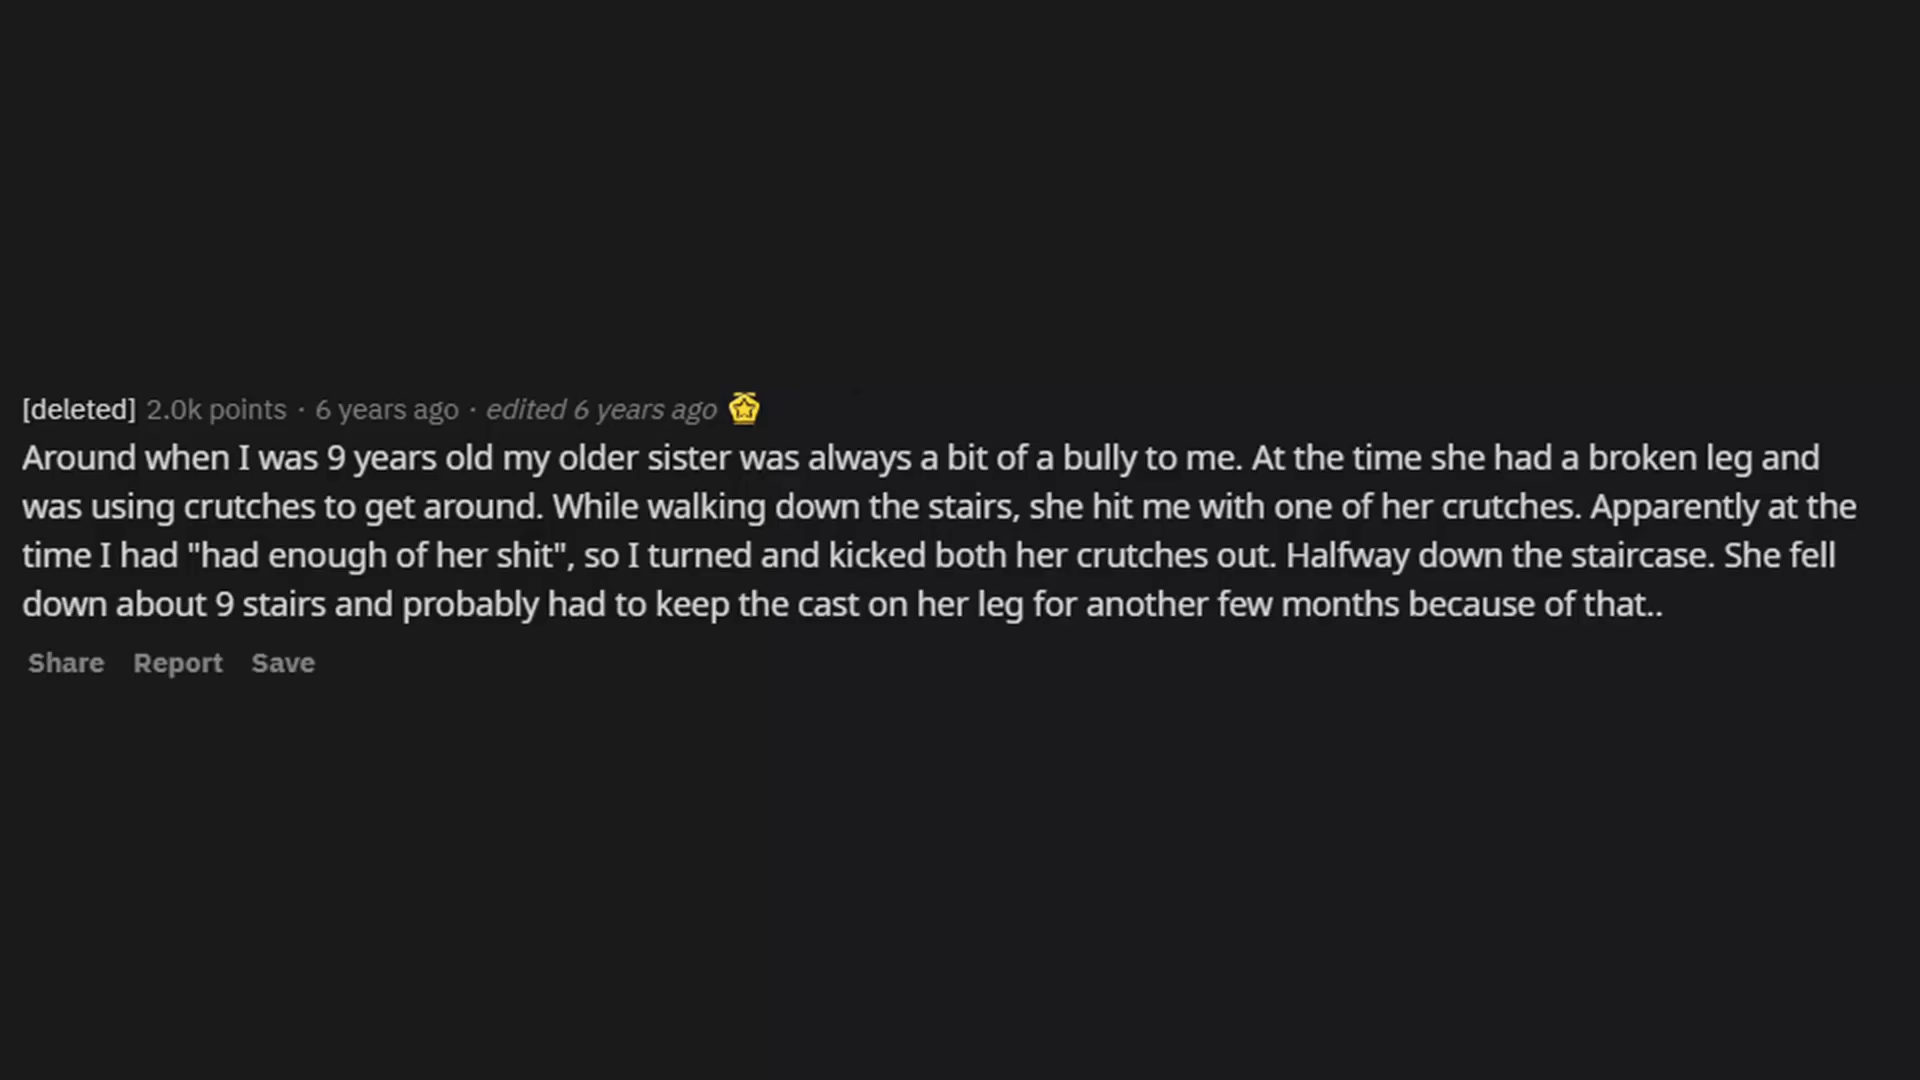 [deleted] 2.0k points · 6 years ago · edited 6 years ago
Around when I was 9 years old my older sister was always a bit of a bully to me. At the time she had a broken leg and
was using crutches to get around. While walking down the stairs, she hit me with one of her crutches. Apparently at the
time I had "had enough of her shit", so I turned and kicked both her crutches out. Halfway down the staircase. She fell
down about 9 stairs and probably had to keep the cast on her leg for another few months because of that..
Share Report Save